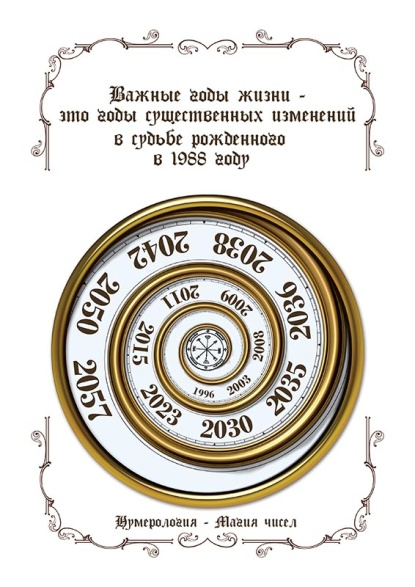 Важные годы жизни -
это годы существенных изменений
в судьбе рожденного
в 1988 году
1996
2003
2008
2009
2011
2015
2023
2030
2035
2036
2038
2042
2050
2057
Нумерология - Магия чисел